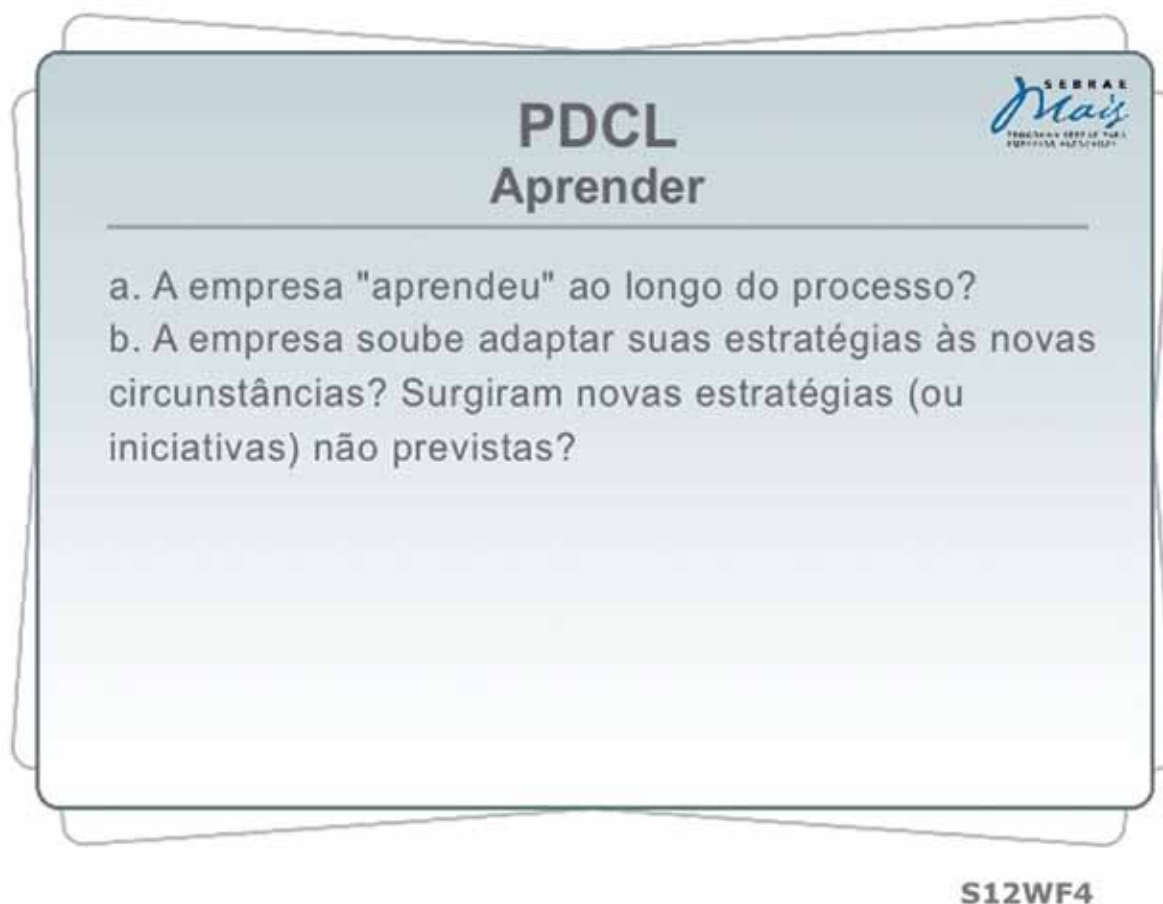 SEBRAE
Mais
PDCL
Aprender
a. A empresa "aprendeu" ao longo do processo?
b. A empresa soube adaptar suas estratégias às novas
circunstâncias? Surgiram novas estratégias (ou
iniciativas) não previstas?
S12WF4